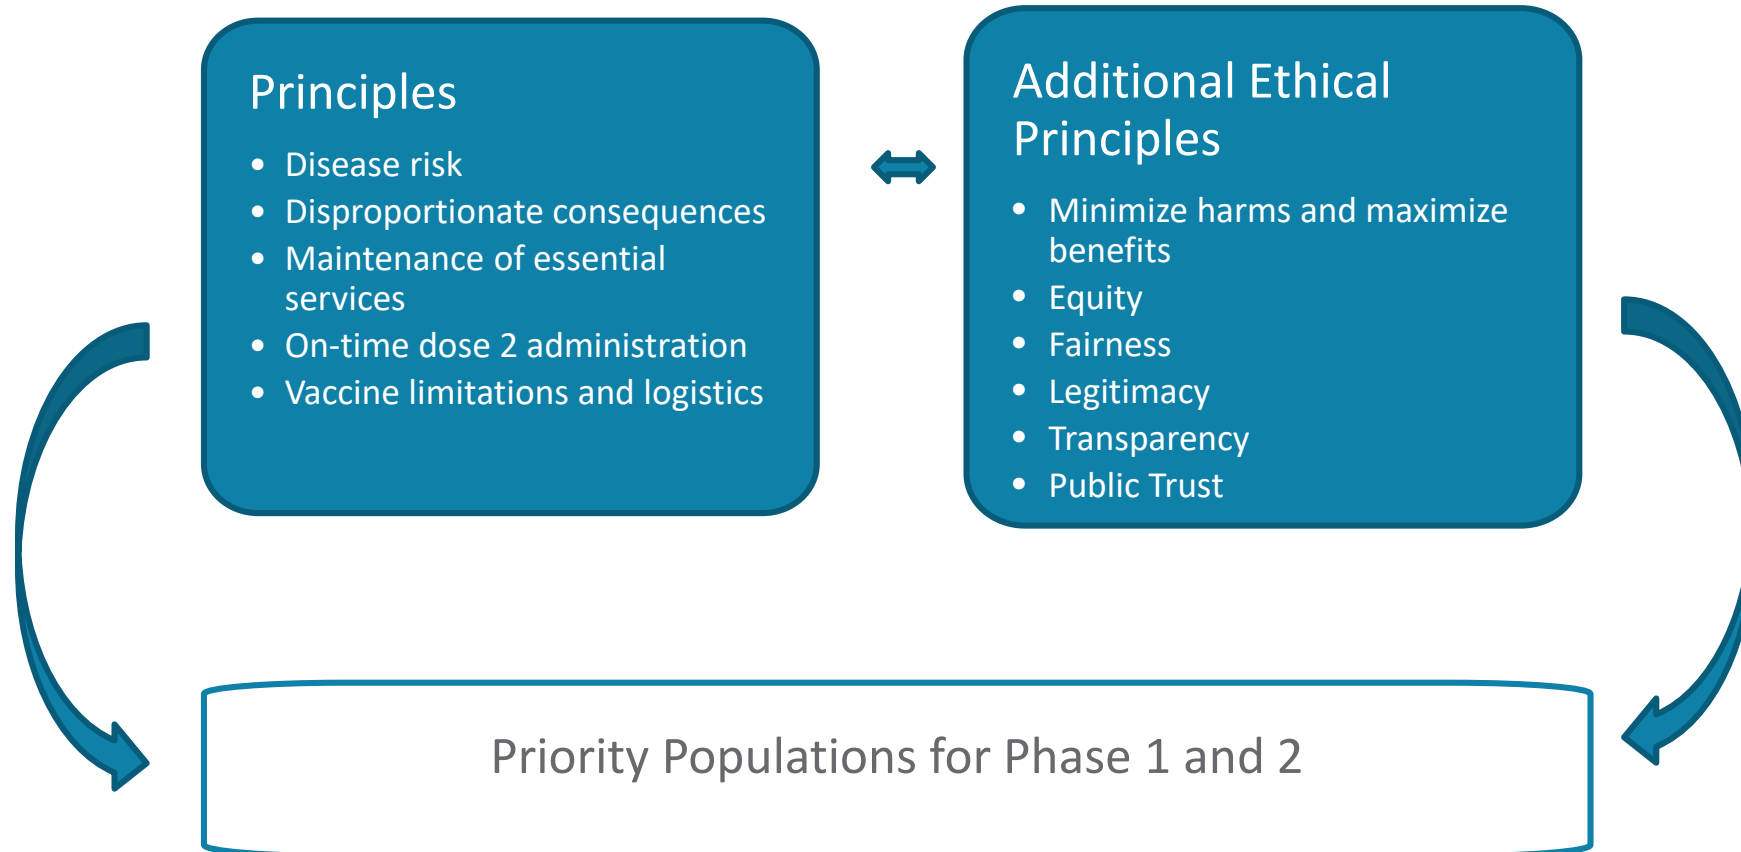 Principles
• Disease risk
• Disproportionate consequences
• Maintenance of essential
services
• On-time dose 2 administration
• Vaccine limitations and logistics
Additional Ethical
Principles
• Minimize harms and maximize
benefits
• Equity
• Fairness
• Legitimacy
• Transparency
• Public Trust
Priority Populations for Phase 1 and 2